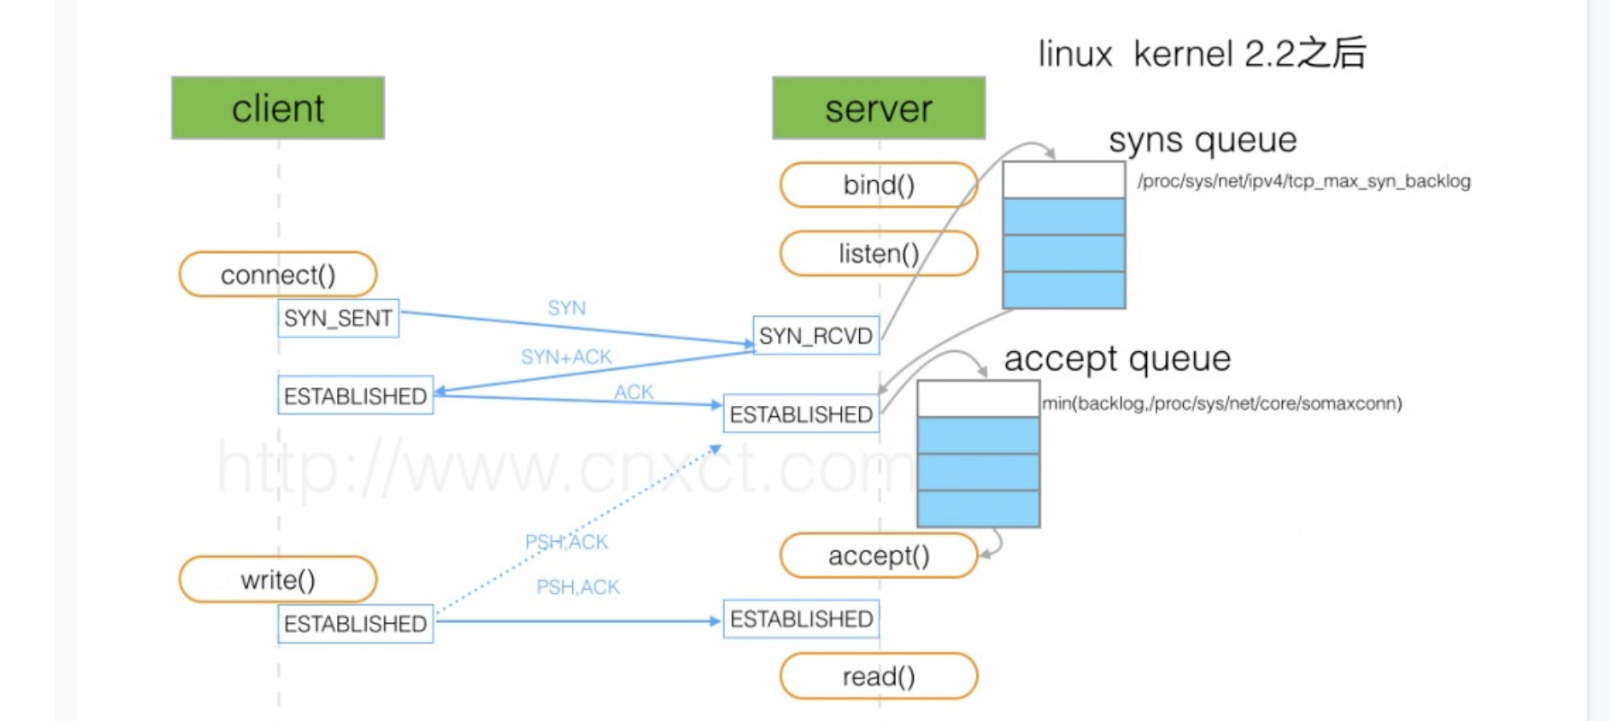 linux kernel 2.2之后
client
server
syns queue
bind()
/proc/sys/net/ipv4/tcp_max_syn_backlog
listen()
connect()
SYN_SENT
SYN
SYN_RCVD
SYN+ACK
accept queue
ESTABLISHED
ACK
ESTABLISHED
min(backlog,/proc/sys/net/core/somaxconn)
http://www.cnxct.com
PSH,ACK
accept()
write()
PSH,ACK
ESTABLISHED
ESTABLISHED
read()